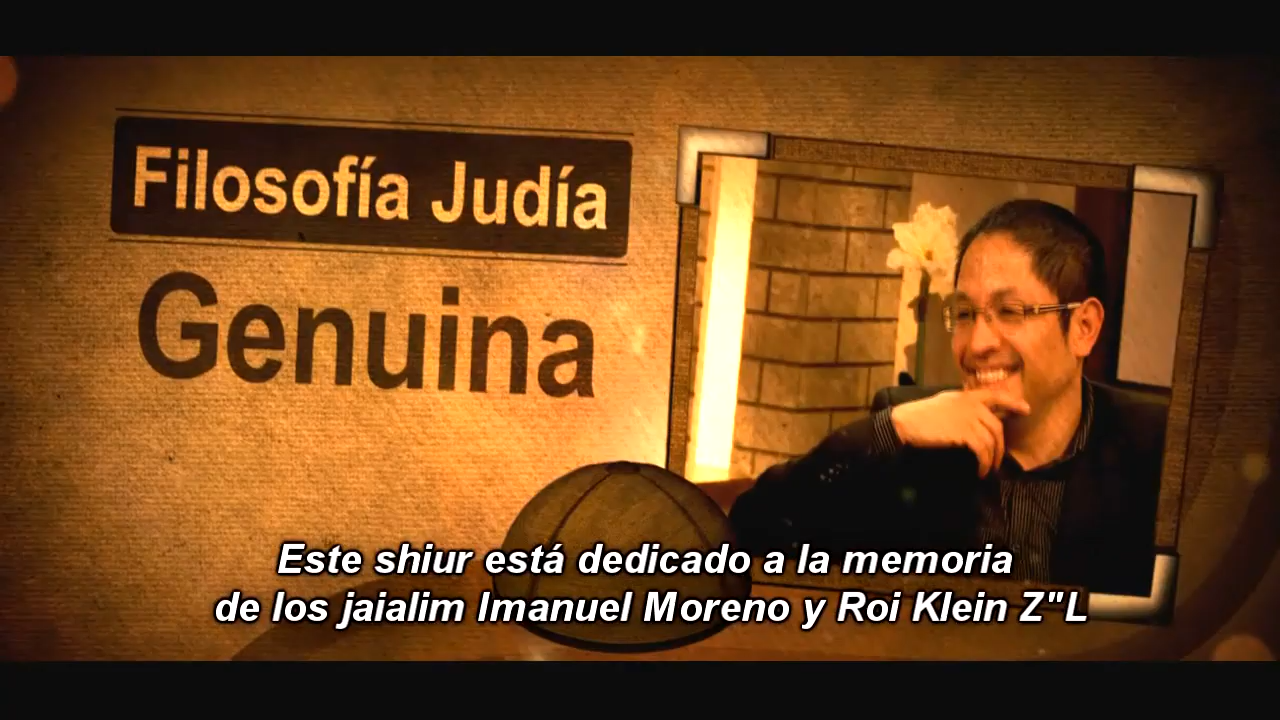 Filosofía Judía
Genuina
Este shiur está dedicado a la memoria
de los jaialim Imanuel Moreno y Roi Klein Z"L